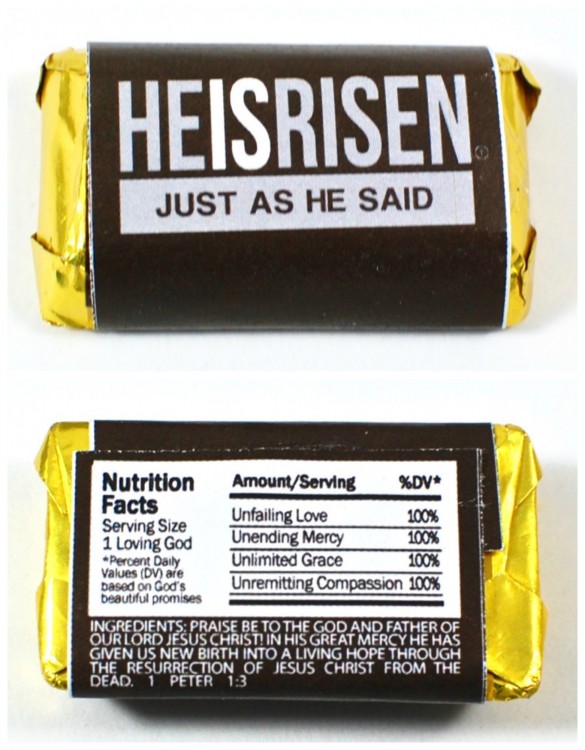 HEISRISEN
JUST AS HE SAID
Nutrition
Facts
Serving Size
1 Loving God
*Percent Daily
Values (DV) are
based on God's
beautiful promises
Amount/Serving %DV*
Unfailing Love 100%
Unending Mercy 100%
Unlimited Grace 100%
Unremitting Compassion 100%
INGREDIENTS: PRAISE BE TO THE GOD AND FATHER OF
OUR LORD JESUS CHRIST! IN HIS GREAT MERCY HE HAS
GIVEN US NEW BIRTH INTO A LIVING HOPE THROUGH
THE RESURRECTION OF JESUS CHRIST FROM THE
DEAD. 1 PETER 1:3